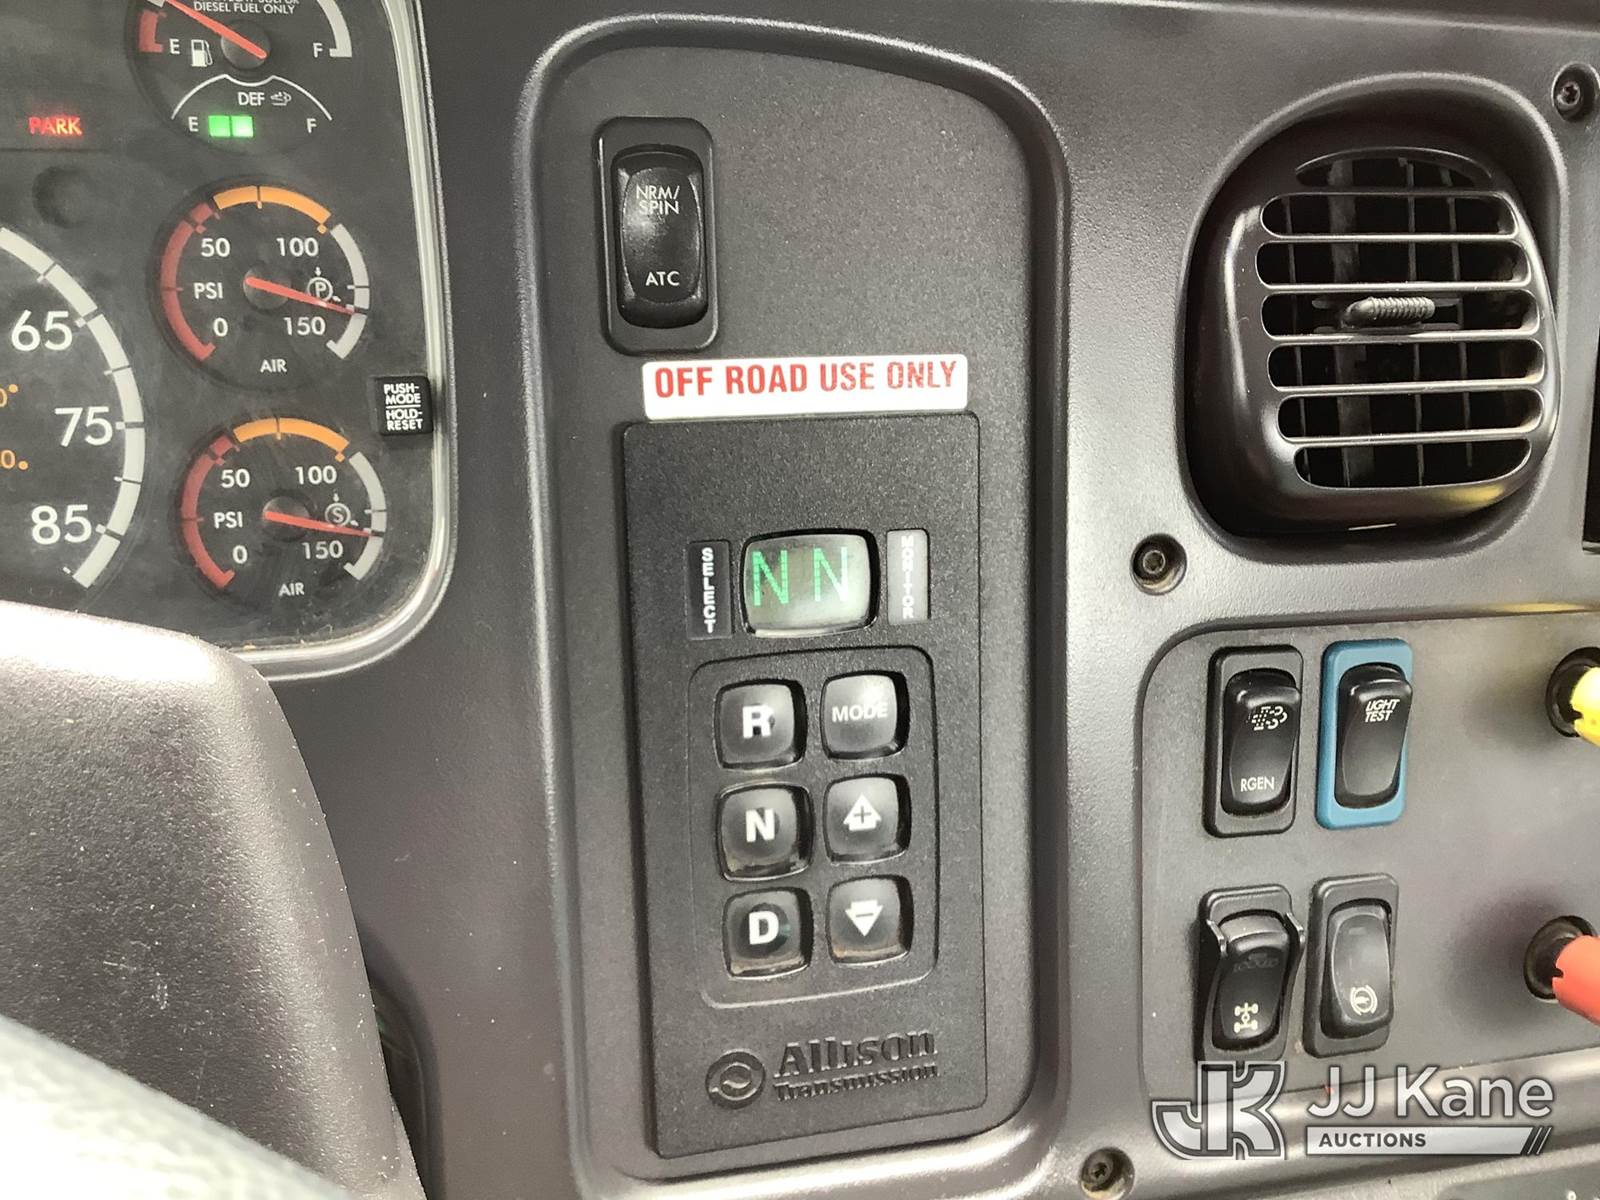 DIESEL FUEL ONLY
E
F
DEF
E
F
PARK
50
100
PSI
P
0
150
AIR
65
75
85
50
100
PSI
S
0
150
AIR
PUSH-
MODE
HOLD-
RESET
NRM/
SPIN
ATC
OFF ROAD USE ONLY
SELECT
N N
MONITOR
R
MODE
N
D
Allison
Transmission
RGEN
LIGHT
TEST
JK
JJ Kane
AUCTIONS